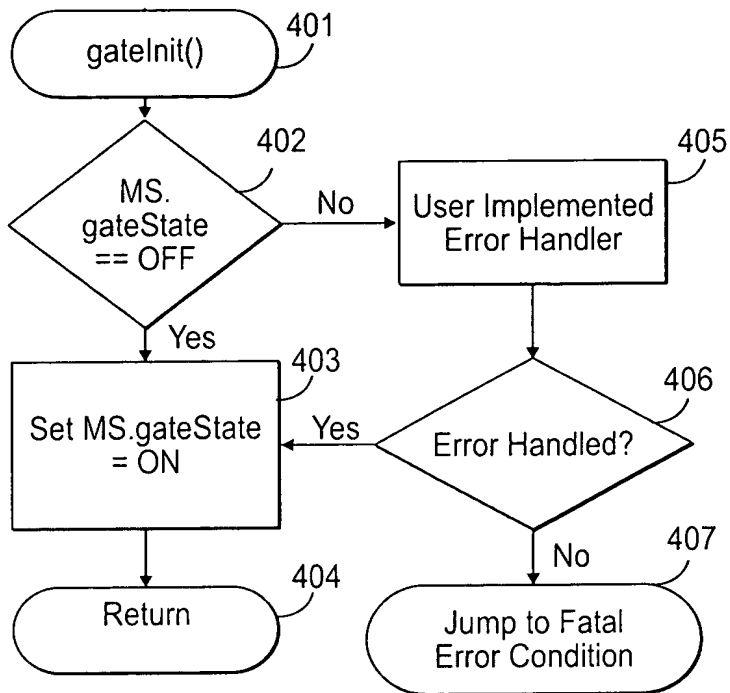 gateInit()
401
402
MS.
gateState
== OFF
No
405
User Implemented
Error Handler
Yes
403
Set MS.gateState
= ON
Yes
406
Error Handled?
404
Return
No
407
Jump to Fatal
Error Condition